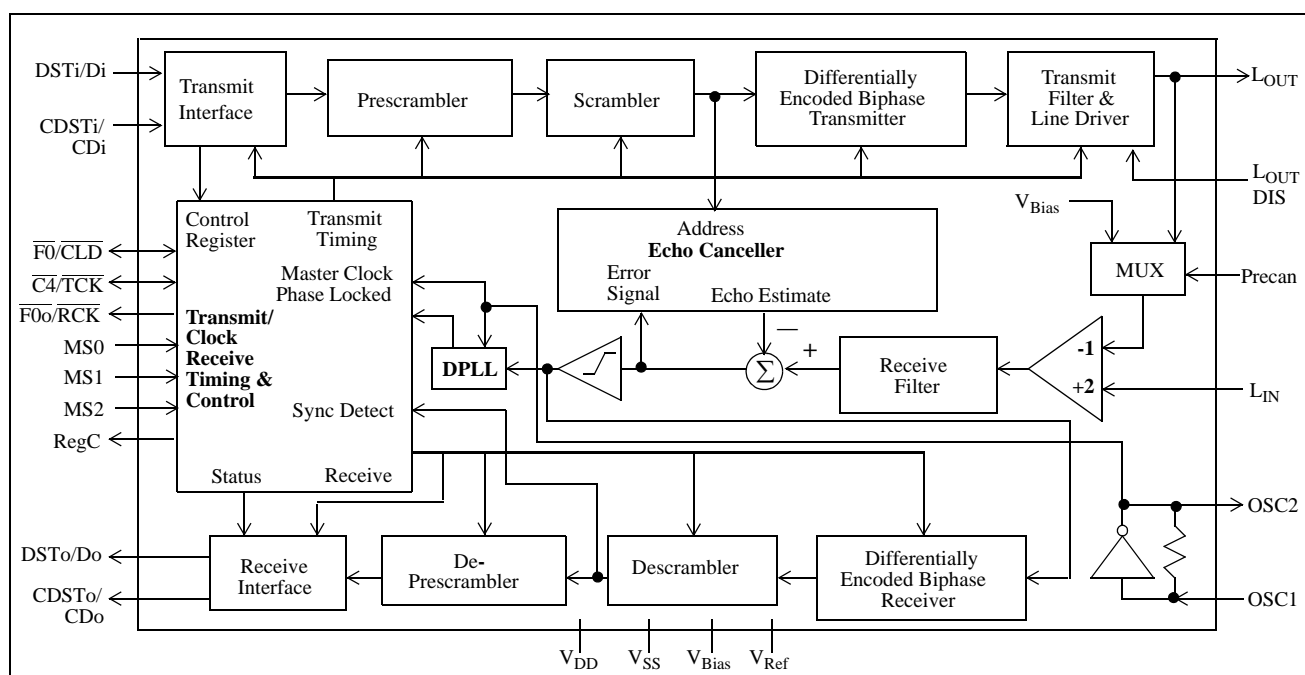 DSTi/Di
CDSTi/
CDi
Transmit
Interface
Prescrambler
Scrambler
Differentially
Encoded Biphase
Transmitter
Transmit
Filter &
Line Driver
LOUT
LOUT
DIS
VBias
MUX
Precan
Address
Echo Canceller
Error
Signal
Echo Estimate
Control
Register
Transmit
Timing
Master Clock
Phase Locked
Transmit/
Clock
Receive
Timing &
Control
Sync Detect
Status
Receive
F0/CLD
C4/TCK
F0o/RCK
MS0
MS1
MS2
RegC
DPLL
—
+
Σ
Receive
Filter
-1
+2
LIN
OSC2
OSC1
DSTo/Do
CDSTo/
CDo
Receive
Interface
De-
Prescrambler
Descrambler
Differentially
Encoded Biphase
Receiver
VDD
VSS
VBias
VRef